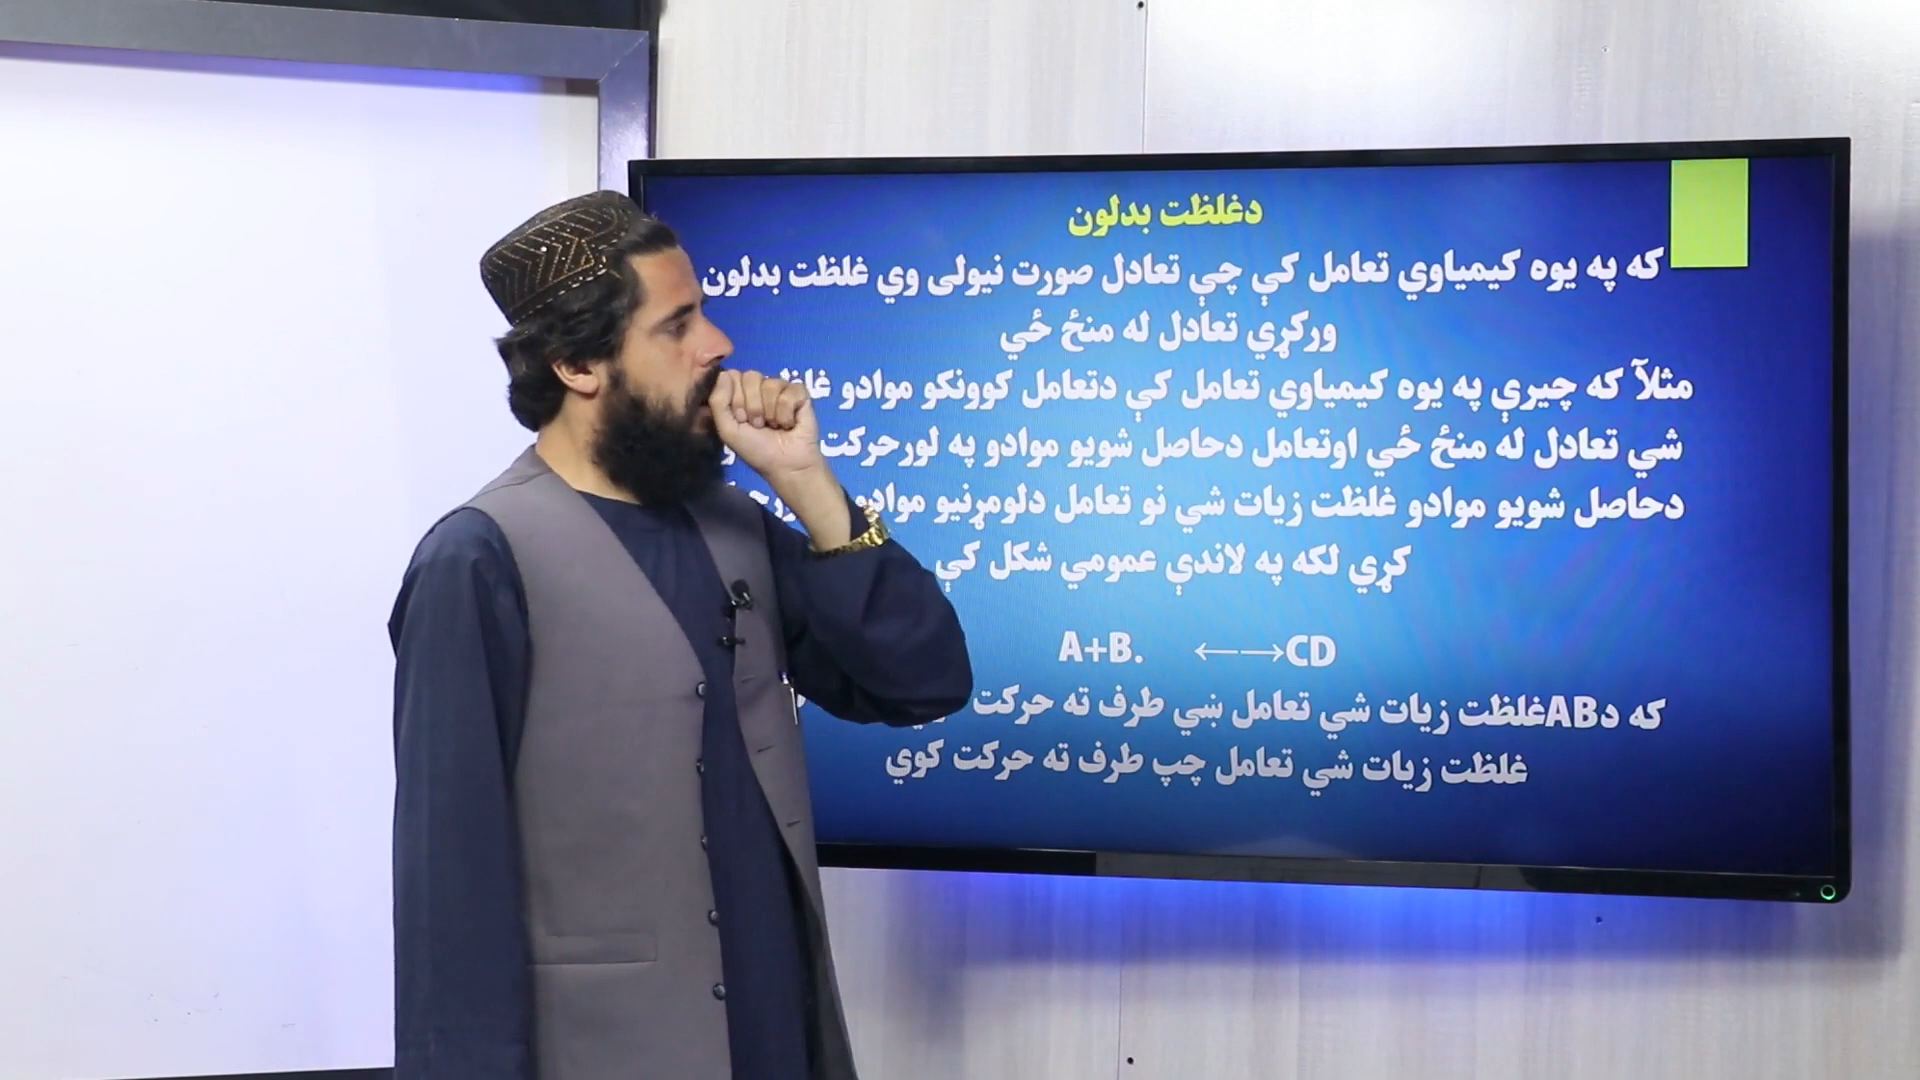 دغلظت بدلون
که په یوه کیمیاوي تعامل کې چې تعادل صورت نیولی وي غلظت بدلون
ورکړي تعادل له منځ ځي
مثلاً که چیرې په یوه کیمیاوي تعامل کې دتعامل کوونکو موادو
شي تعادل له منځ ځي اوتعامل دحاصل شویو موادو په لورحرکت
دحاصل شویو موادو غلظت زیات شي نو تعامل دلومړنیو
کړي لکه په لاندې عمومي شکل کې
A+B. ←→CD
که دABغلظت زیات شي تعامل ښي طرف ته حرکت
غلظت زیات شي تعامل چپ طرف ته حرکت کوي